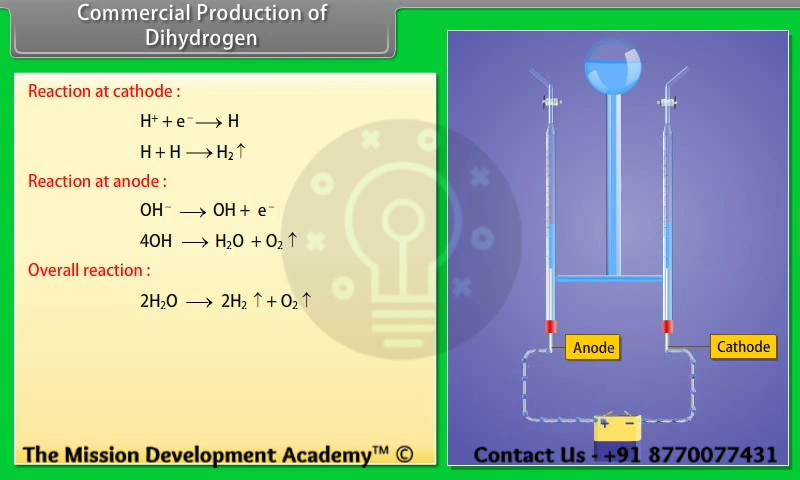 Commercial Production of
Dihydrogen
Reaction at cathode :
H⁺ + e⁻ ⟶ H
H + H ⟶ H₂ ↑
Reaction at anode :
OH⁻ ⟶ OH + e⁻
4OH ⟶ H₂O + O₂ ↑
Overall reaction :
2H₂O ⟶ 2H₂ ↑ + O₂ ↑
Anode
Cathode
+ −
The Mission Development Academy™ ©
Contact Us - +91 8770077431